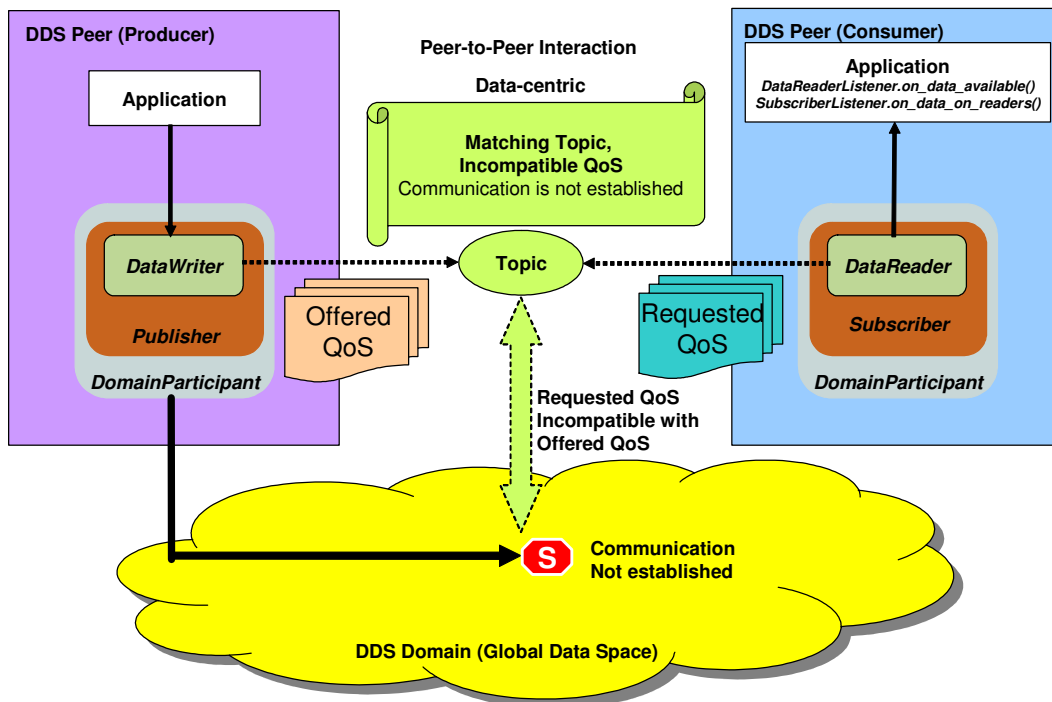 DDS Peer (Producer)
Application
DataWriter
Publisher
DomainParticipant
Offered
QoS
Peer-to-Peer Interaction
Data-centric
Matching Topic,
Incompatible QoS
Communication is not established
Topic
Requested QoS
Incompatible with
Offered QoS
DDS Peer (Consumer)
Application
DataReaderListener.on_data_available()
SubscriberListener.on_data_on_readers()
DataReader
Subscriber
DomainParticipant
Requested
QoS
S
Communication
Not established
DDS Domain (Global Data Space)